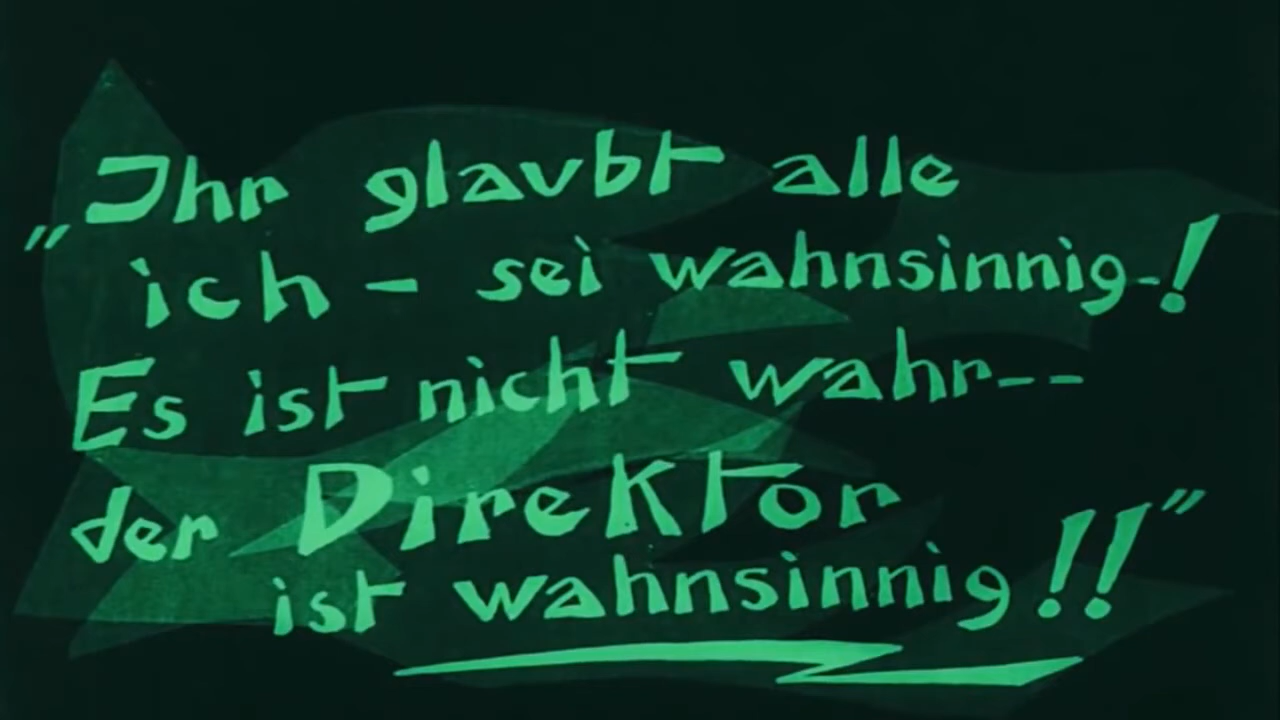 „Ihr glaubt alle
ich – sei wahnsinnig-!
Es ist nicht wahr--
der Direktor
ist wahnsinnig!!”